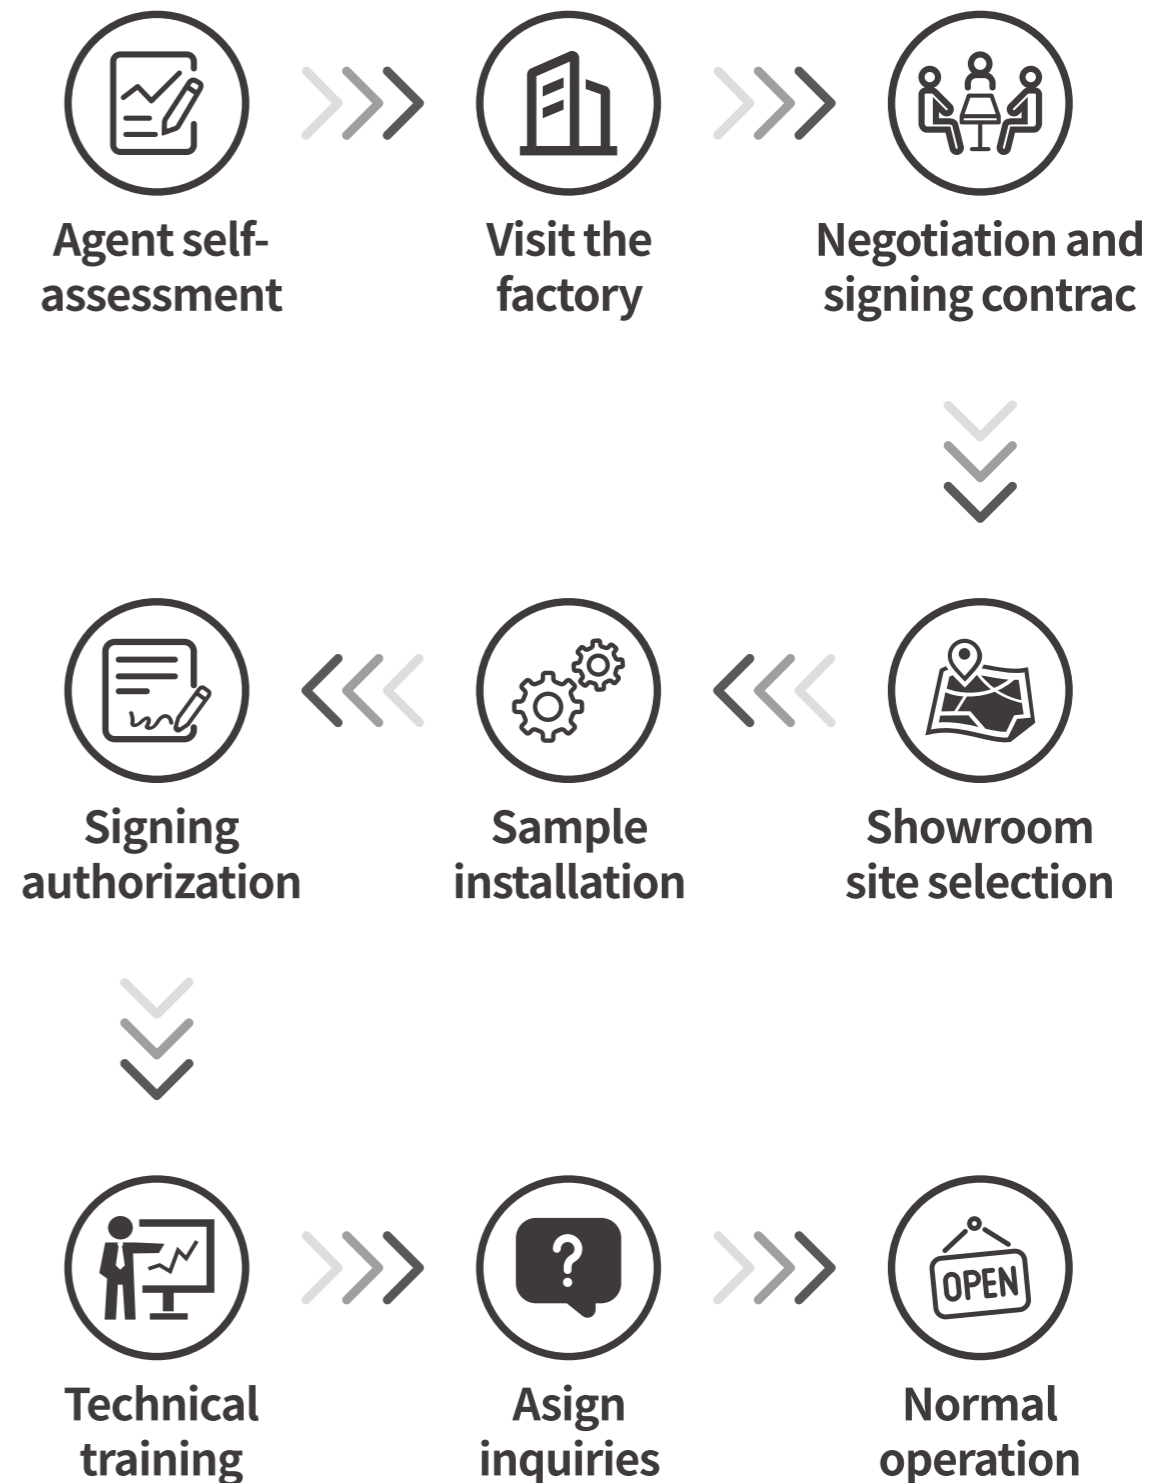 Agent self-
assessment
Visit the
factory
Negotiation and
signing contrac
Signing
authorization
Sample
installation
Showroom
site selection
Technical
training
Asign
inquiries
?
OPEN
Normal
operation